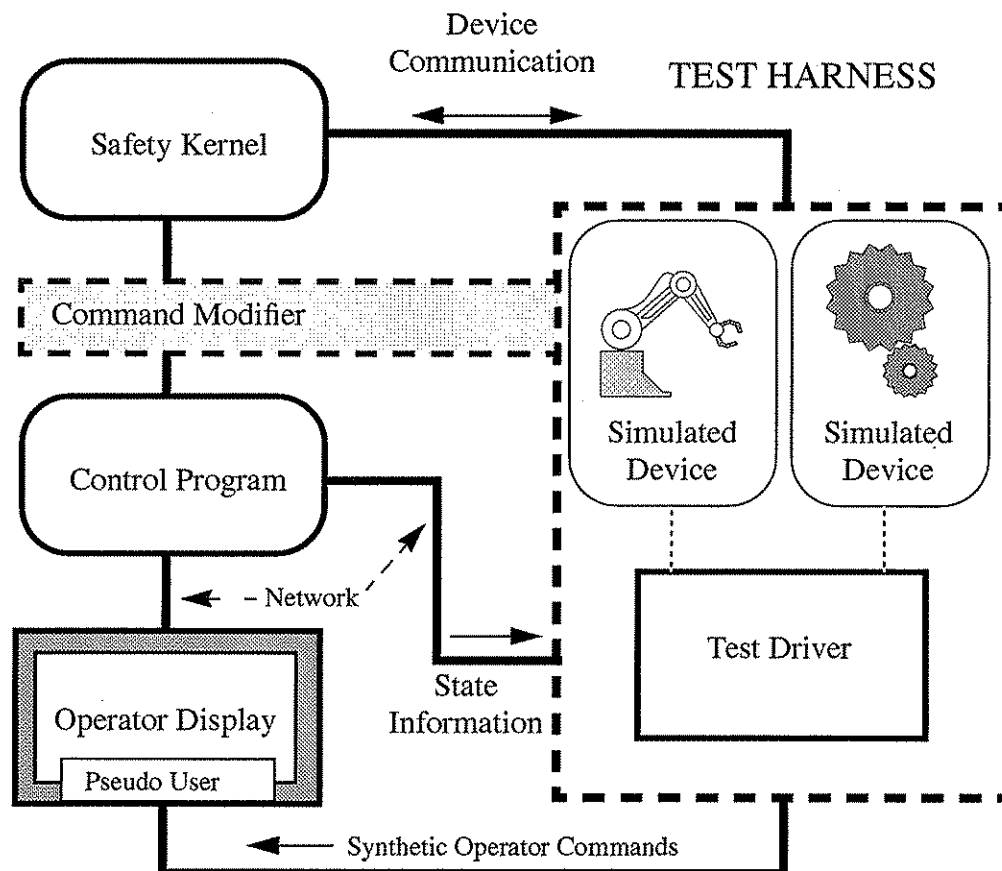 Device
Communication
TEST HARNESS
Safety Kernel
Command Modifier
Simulated
Device
Simulated
Device
Control Program
Network
Test Driver
State
Information
Operator Display
Pseudo User
Synthetic Operator Commands